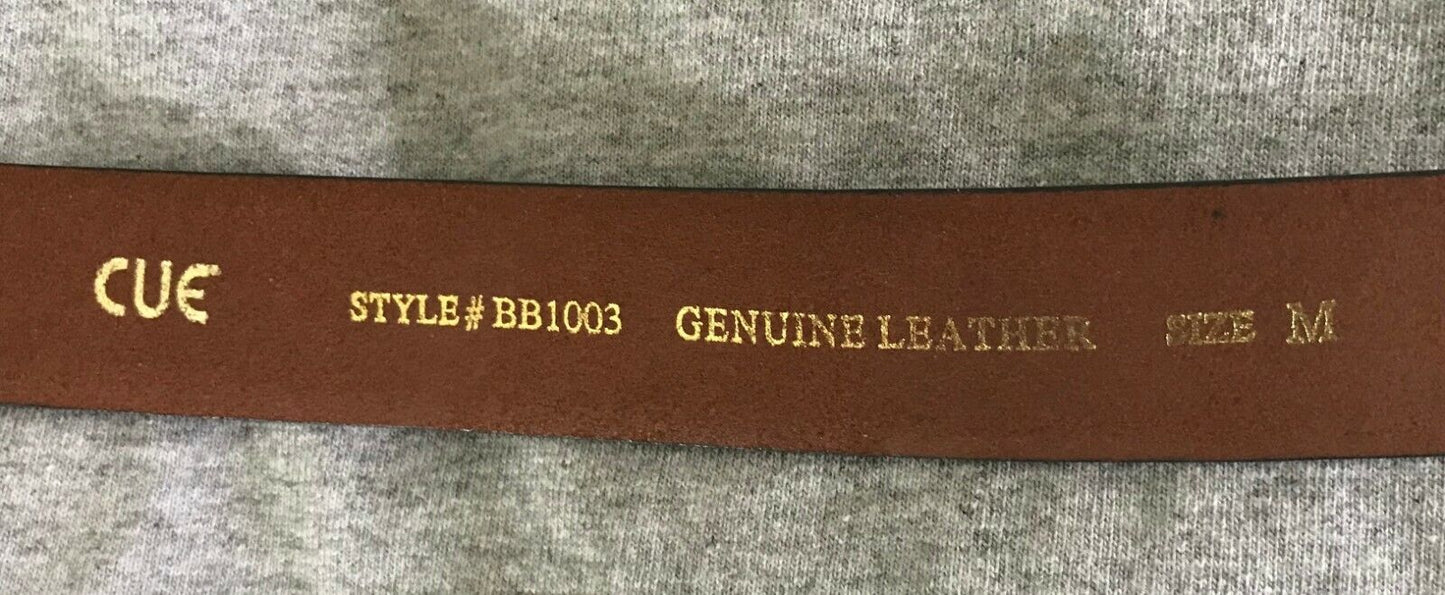 CUE STYLE# BB1003 GENUINE LEATHER SIZE M